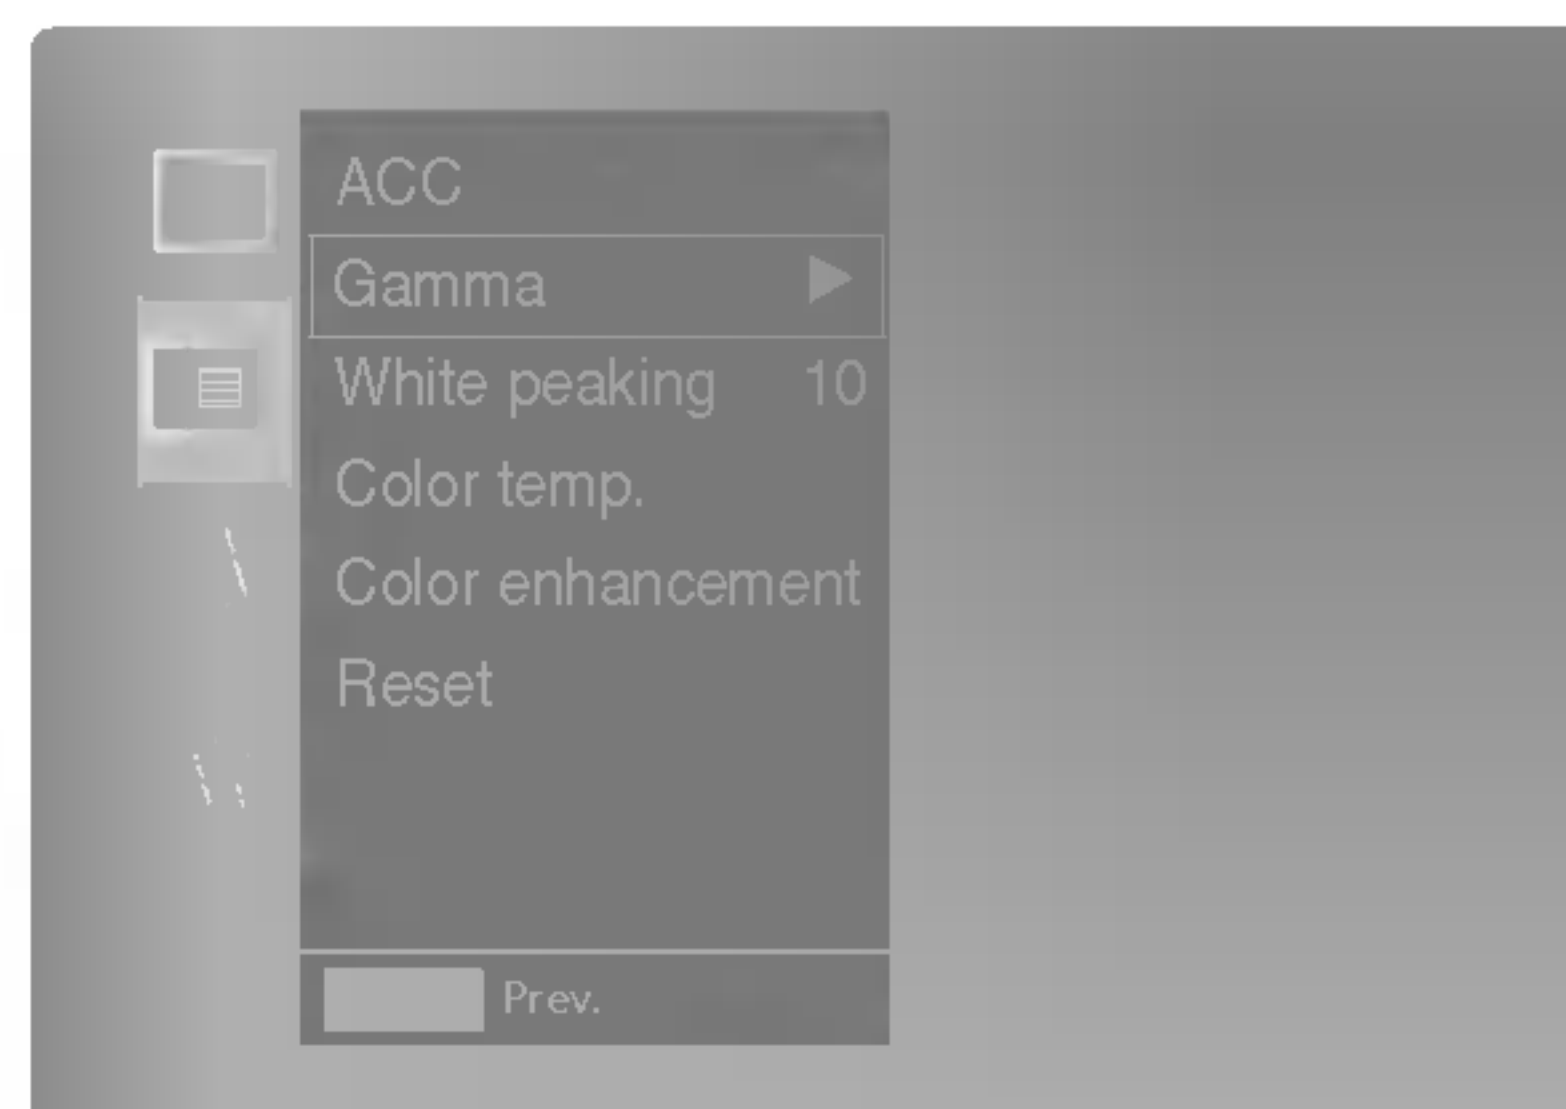 ACC
Gamma
White peaking 10
Color temp.
Color enhancement
Reset
Prev.